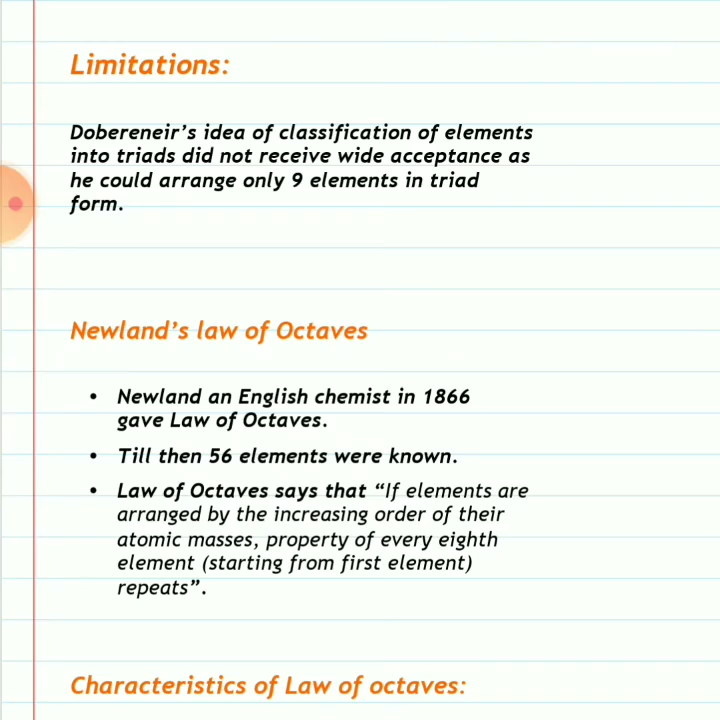 Limitations:
Dobereneir’s idea of classification of elements
into triads did not receive wide acceptance as
he could arrange only 9 elements in triad
form.
Newland’s law of Octaves
• Newland an English chemist in 1866
gave Law of Octaves.
• Till then 56 elements were known.
• Law of Octaves says that “If elements are
arranged by the increasing order of their
atomic masses, property of every eighth
element (starting from first element)
repeats”.
Characteristics of Law of octaves: